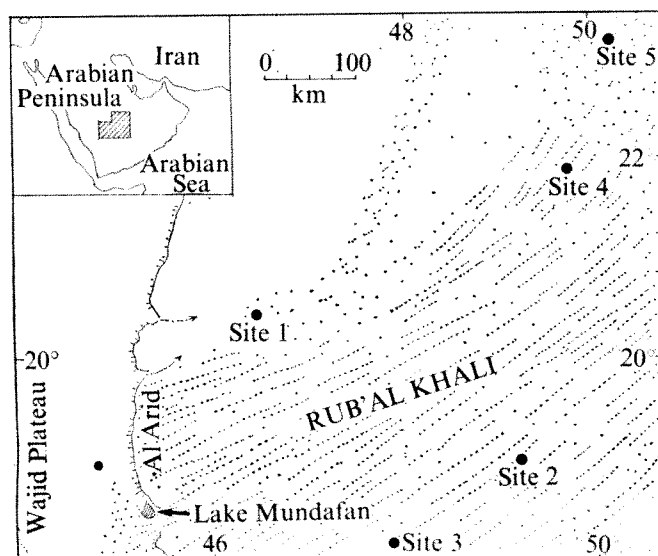 Iran
Arabian
Peninsula
Arabian
Sea
0 100
km
48
50
Site 5
22
Site 4
Site 1
20°
20°
RUB'AL KHALI
Wajid Plateau
Al Arid
Site 2
Lake Mundafan
46
Site 3
50